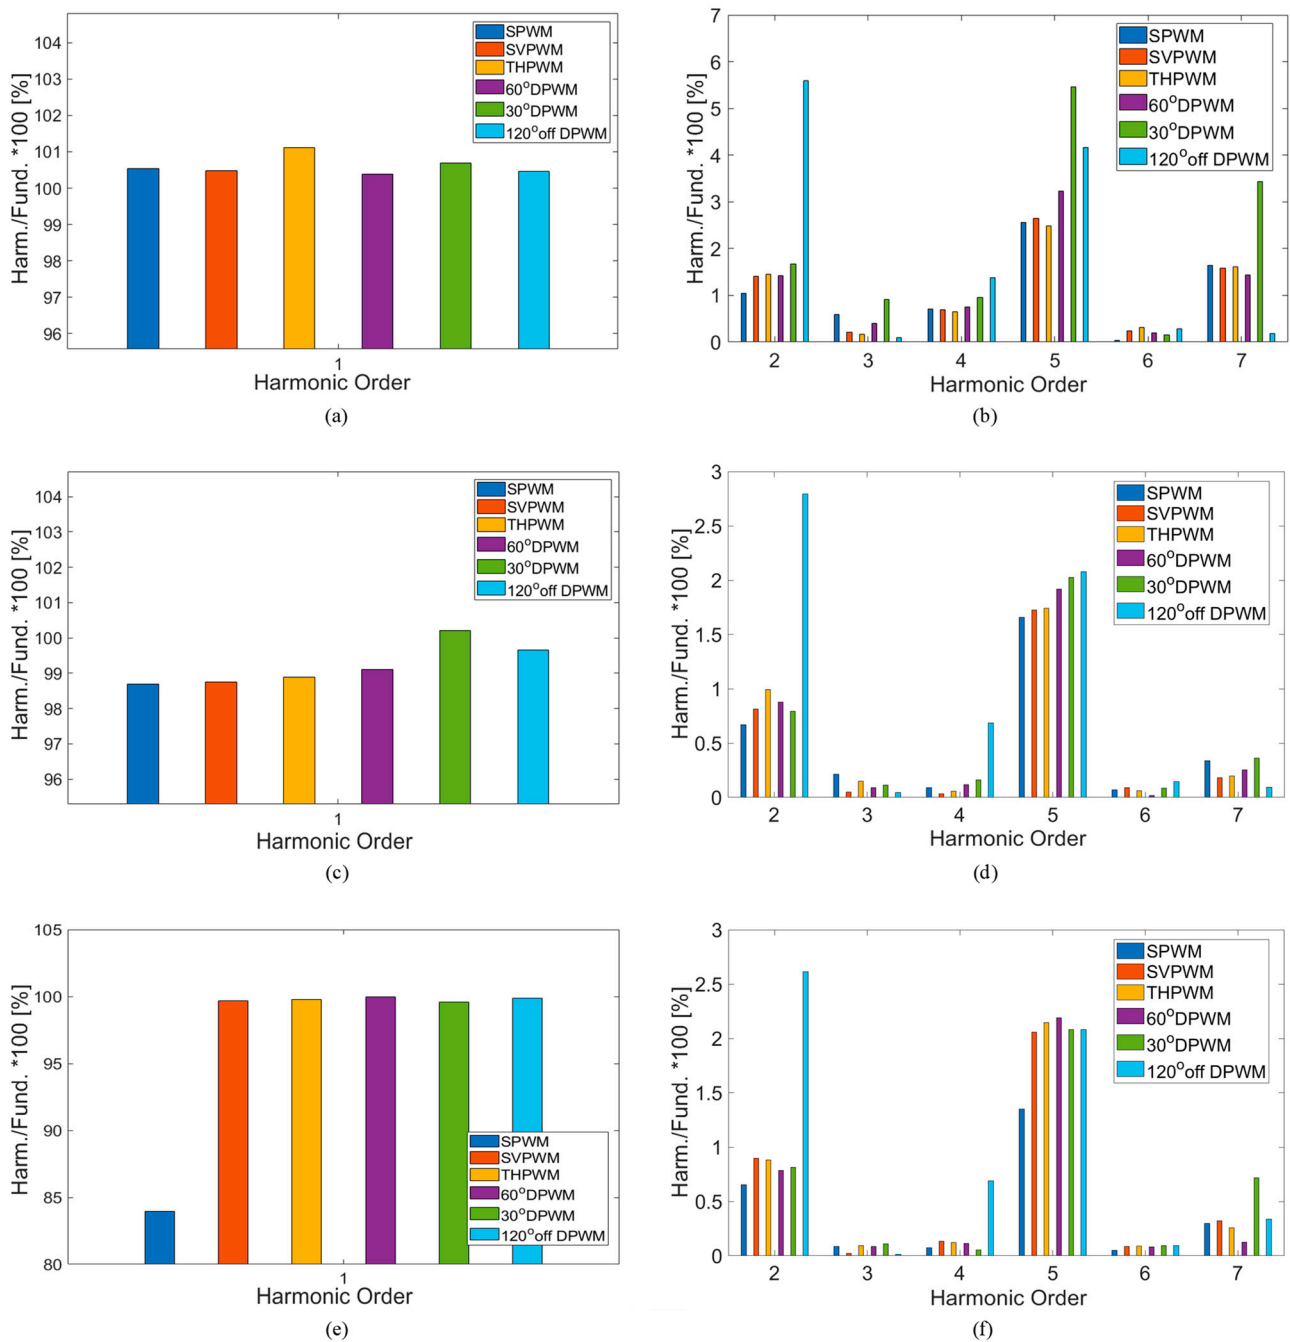 104
103
102
101
100
99
98
97
96
Harm./Fund. *100 [%]
SPWM
SVPWM
THPWM
60°DPWM
30°DPWM
120°off DPWM
1
Harmonic Order
(a)
7
6
5
4
3
2
1
0
Harm./Fund. *100 [%]
SPWM
SVPWM
THPWM
60°DPWM
30°DPWM
120°off DPWM
2 3 4 5 6 7
Harmonic Order
(b)
104
103
102
101
100
99
98
97
96
Harm./Fund. *100 [%]
SPWM
SVPWM
THPWM
60°DPWM
30°DPWM
120°off DPWM
1
Harmonic Order
(c)
3
2.5
2
1.5
1
0.5
0
Harm./Fund. *100 [%]
SPWM
SVPWM
THPWM
60°DPWM
30°DPWM
120°off DPWM
2 3 4 5 6 7
Harmonic Order
(d)
105
100
95
90
85
80
Harm./Fund. *100 [%]
SPWM
SVPWM
THPWM
60°DPWM
30°DPWM
120°off DPWM
1
Harmonic Order
(e)
3
2.5
2
1.5
1
0.5
0
Harm./Fund. *100 [%]
SPWM
SVPWM
THPWM
60°DPWM
30°DPWM
120°off DPWM
2 3 4 5 6 7
Harmonic Order
(f)